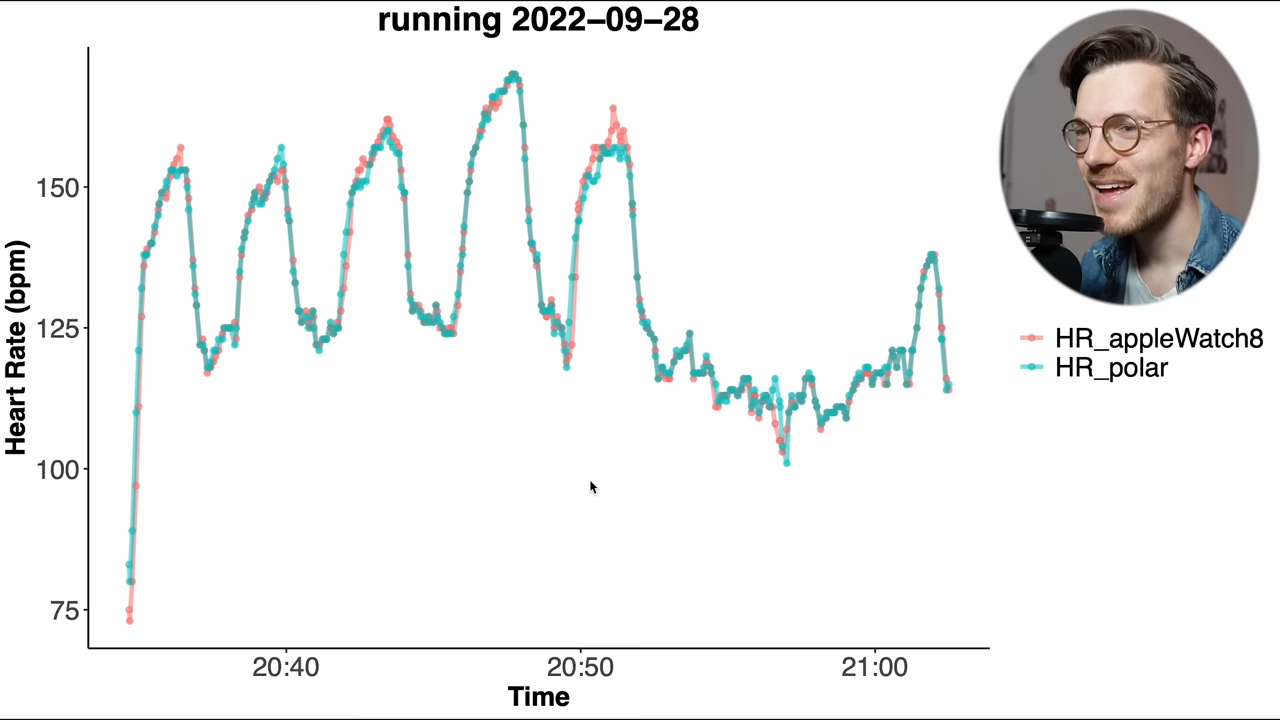 running 2022–09–28
Heart Rate (bpm)
150
125
100
75
20:40
20:50
21:00
Time
HR_appleWatch8
HR_polar